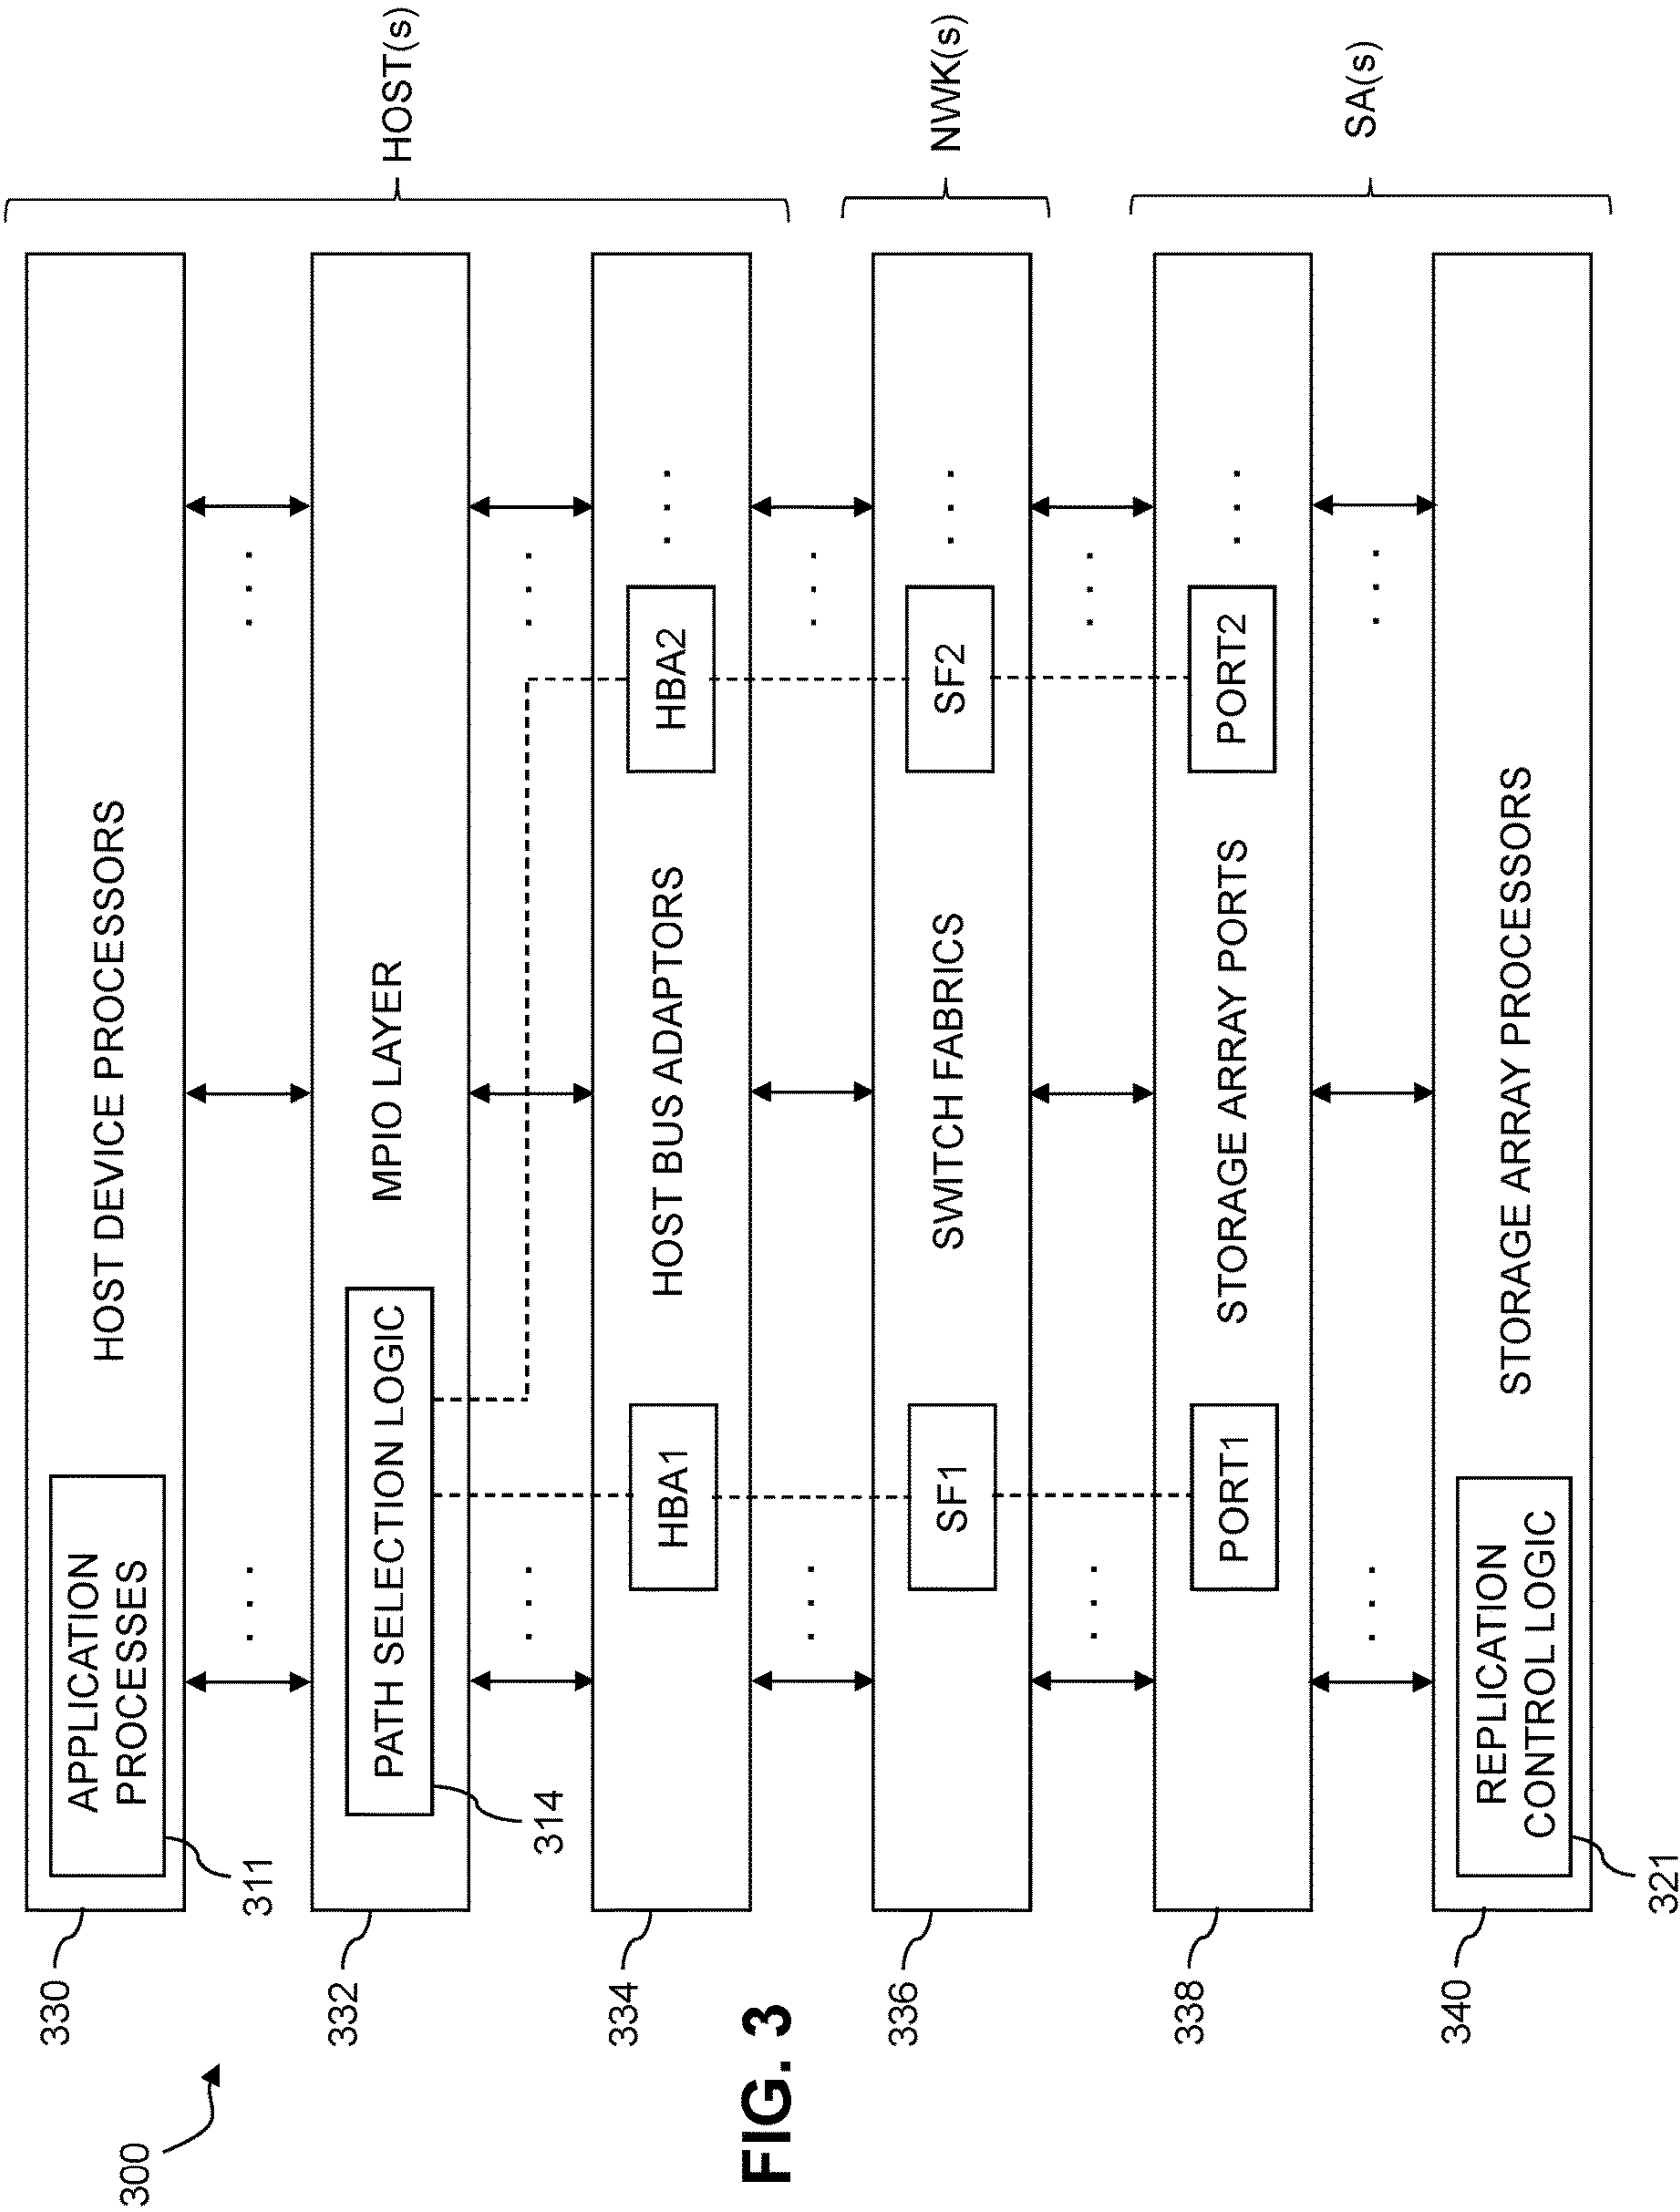 300
330
APPLICATION
PROCESSES
311
HOST DEVICE PROCESSORS
. . .
. . .
332
PATH SELECTION LOGIC
314
MPIO LAYER
. . .
. . .
334
HBA1
HOST BUS ADAPTORS
HBA2
. . .
. . .
. . .
336
SF1
SWITCH FABRICS
SF2
. . .
. . .
. . .
338
PORT1
STORAGE ARRAY PORTS
PORT2
. . .
. . .
. . .
340
REPLICATION
CONTROL LOGIC
321
STORAGE ARRAY PROCESSORS
HOST(s)
NWK(s)
SA(s)
FIG. 3